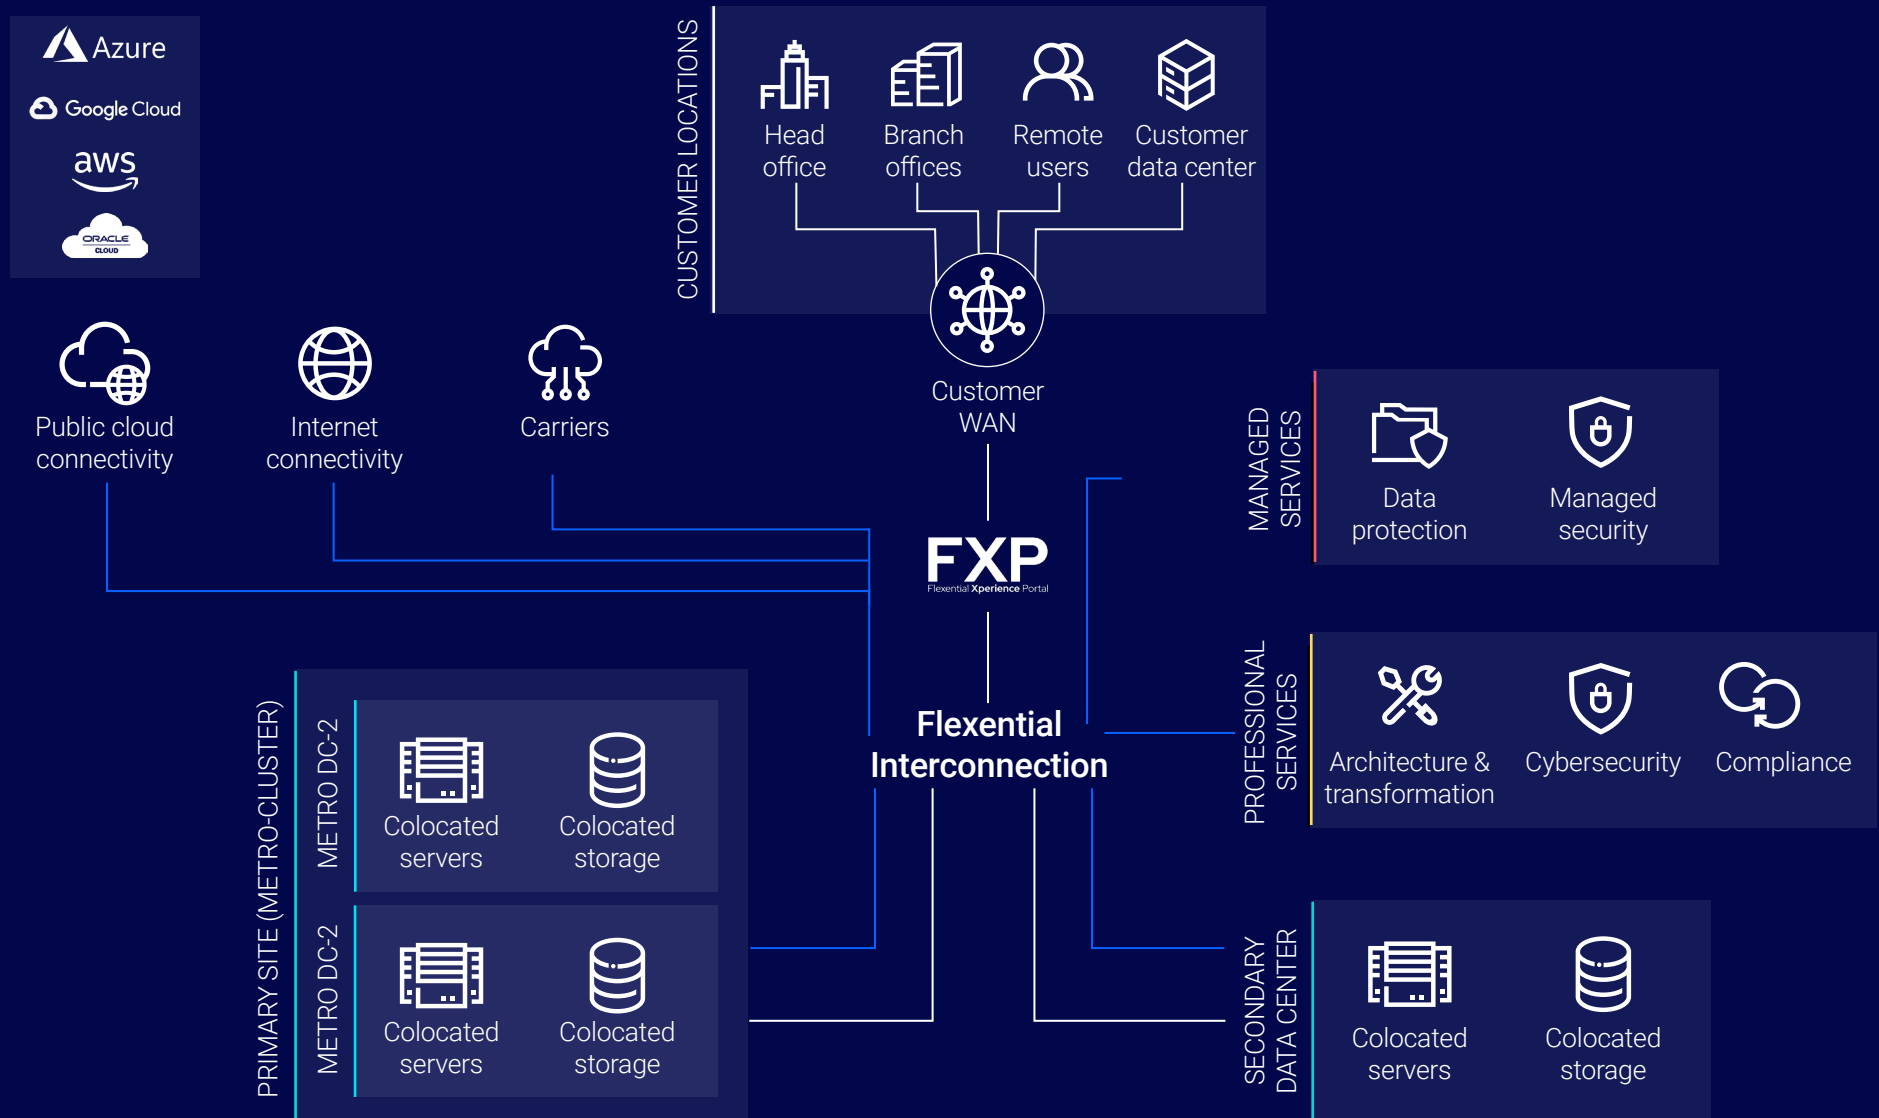 Azure
Google Cloud
aws
ORACLE
CLOUD
CUSTOMER LOCATIONS
Head
office
Branch
offices
Remote
users
Customer
data center
Public cloud
connectivity
Internet
connectivity
Carriers
Customer
WAN
FXP
Flexential Xperience Portal
MANAGED
SERVICES
Data
protection
Managed
security
Flexential
Interconnection
PROFESSIONAL
SERVICES
Architecture &
transformation
Cybersecurity
Compliance
PRIMARY SITE (METRO-CLUSTER)
METRO DC-2
Colocated
servers
Colocated
storage
METRO DC-2
Colocated
servers
Colocated
storage
SECONDARY
DATA CENTER
Colocated
servers
Colocated
storage